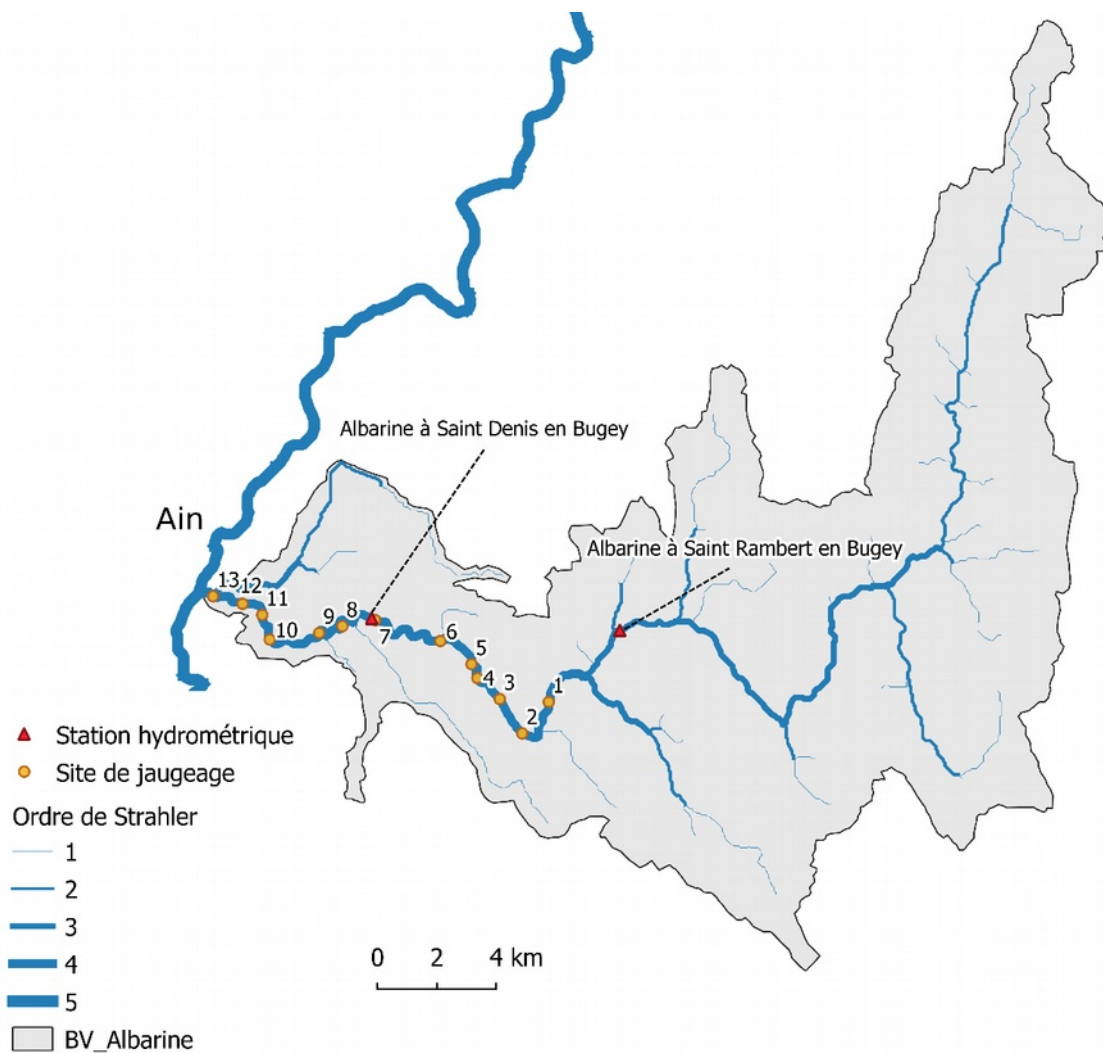 Albarine à Saint Denis en Bugey
Ain
Albarine à Saint Rambert en Bugey
13
12
11
10
9
8
7
6
5
4
3
2
1
Station hydrométrique
Site de jaugeage
Ordre de Strahler
1
2
3
4
5
BV_Albarine
0 2 4 km